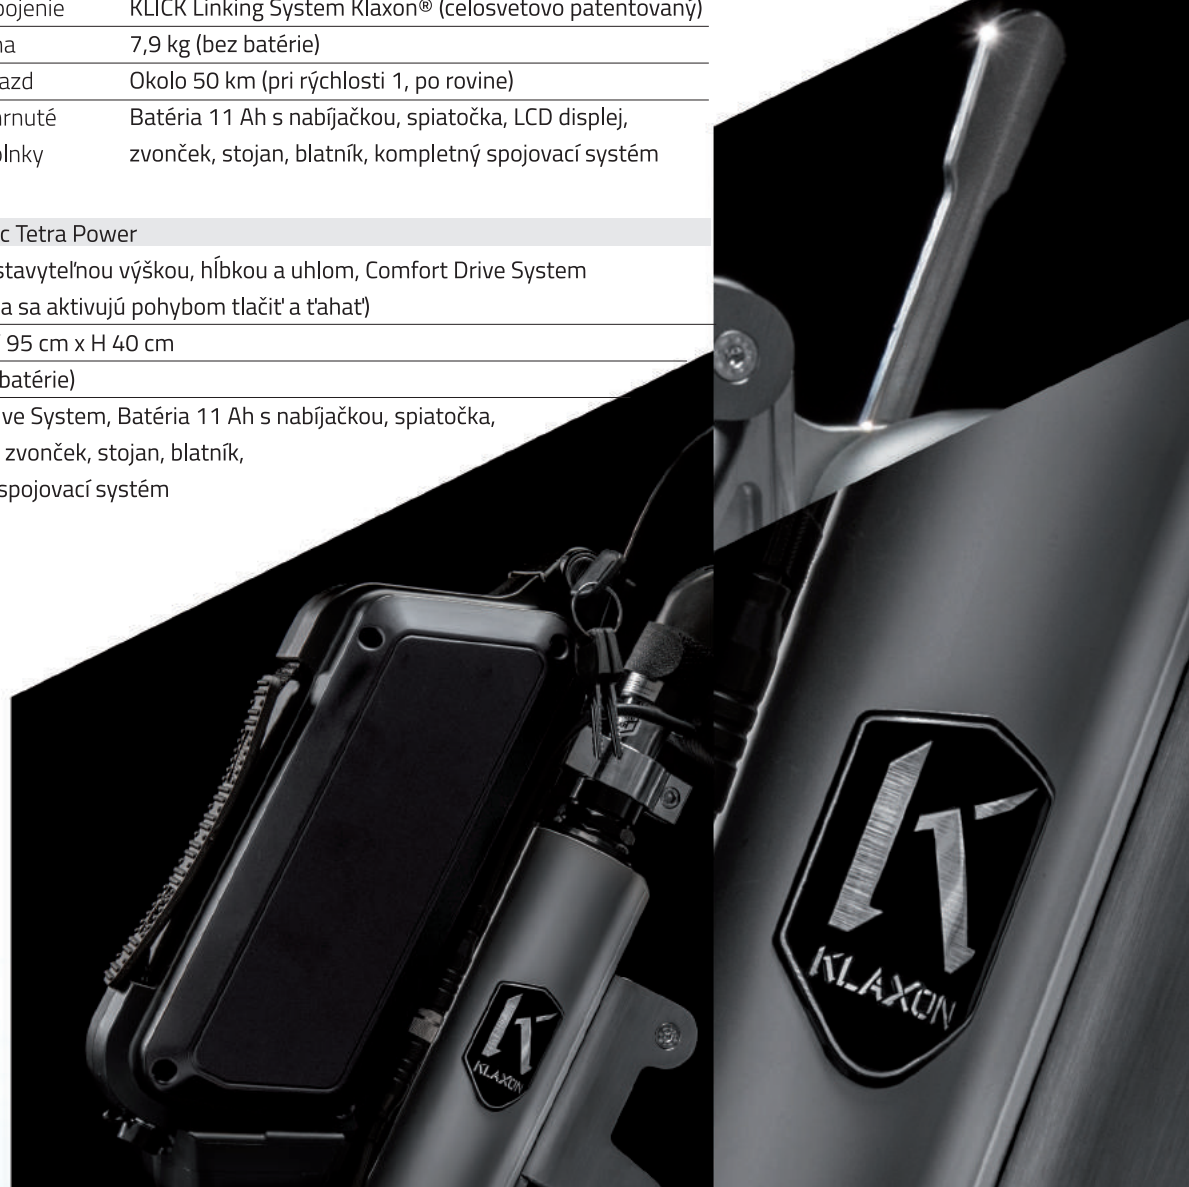 ojenie KLICK Linking System Klaxon® (celosvetovo patentovaný)
na 7,9 kg (bez batérie)
azd Okolo 50 km (pri rýchlosti 1, po rovine)
rnuté Batéria 11 Ah s nabíjačkou, spiatočka, LCD displej,
lnky zvonček, stojan, blatník, kompletný spojovací systém
c Tetra Power
stavyteľnou výškou, hĺbkou a uhlom, Comfort Drive System
a sa aktivujú pohybom tlačiť a ťahať)
95 cm x H 40 cm
batérie)
ve System, Batéria 11 Ah s nabíjačkou, spiatočka,
zvonček, stojan, blatník,
spojovací systém
KLAXON
KLAXON